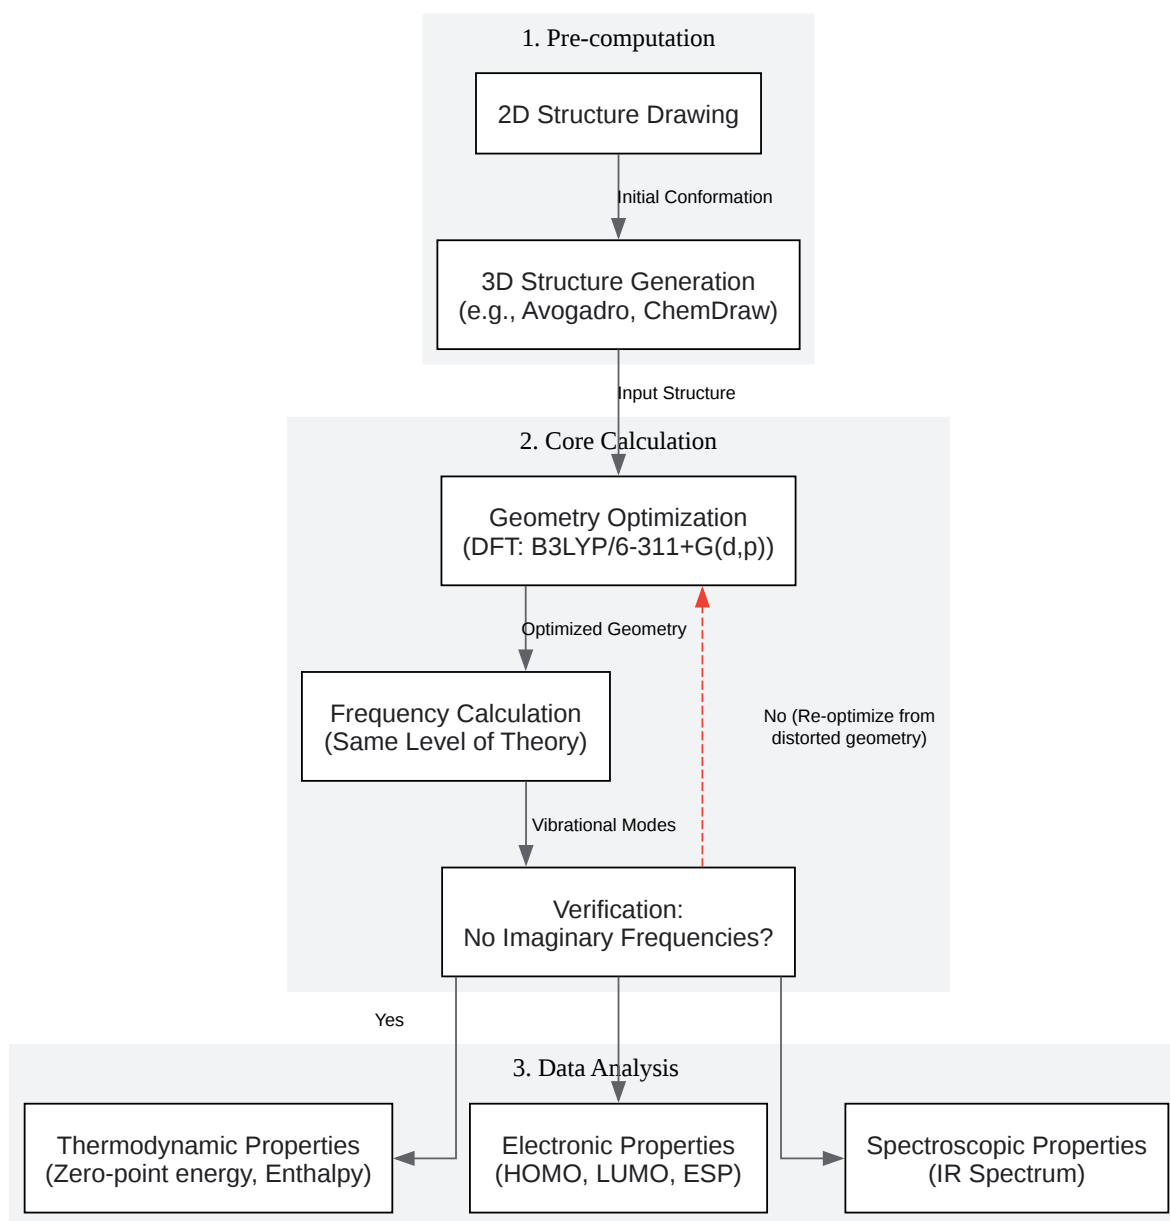 1. Pre-computation
2D Structure Drawing
Initial Conformation
3D Structure Generation
(e.g., Avogadro, ChemDraw)
Input Structure
2. Core Calculation
Geometry Optimization
(DFT: B3LYP/6-311+G(d,p))
Optimized Geometry
Frequency Calculation
(Same Level of Theory)
No (Re-optimize from
distorted geometry)
Vibrational Modes
Verification:
No Imaginary Frequencies?
Yes
3. Data Analysis
Thermodynamic Properties
(Zero-point energy, Enthalpy)
Electronic Properties
(HOMO, LUMO, ESP)
Spectroscopic Properties
(IR Spectrum)